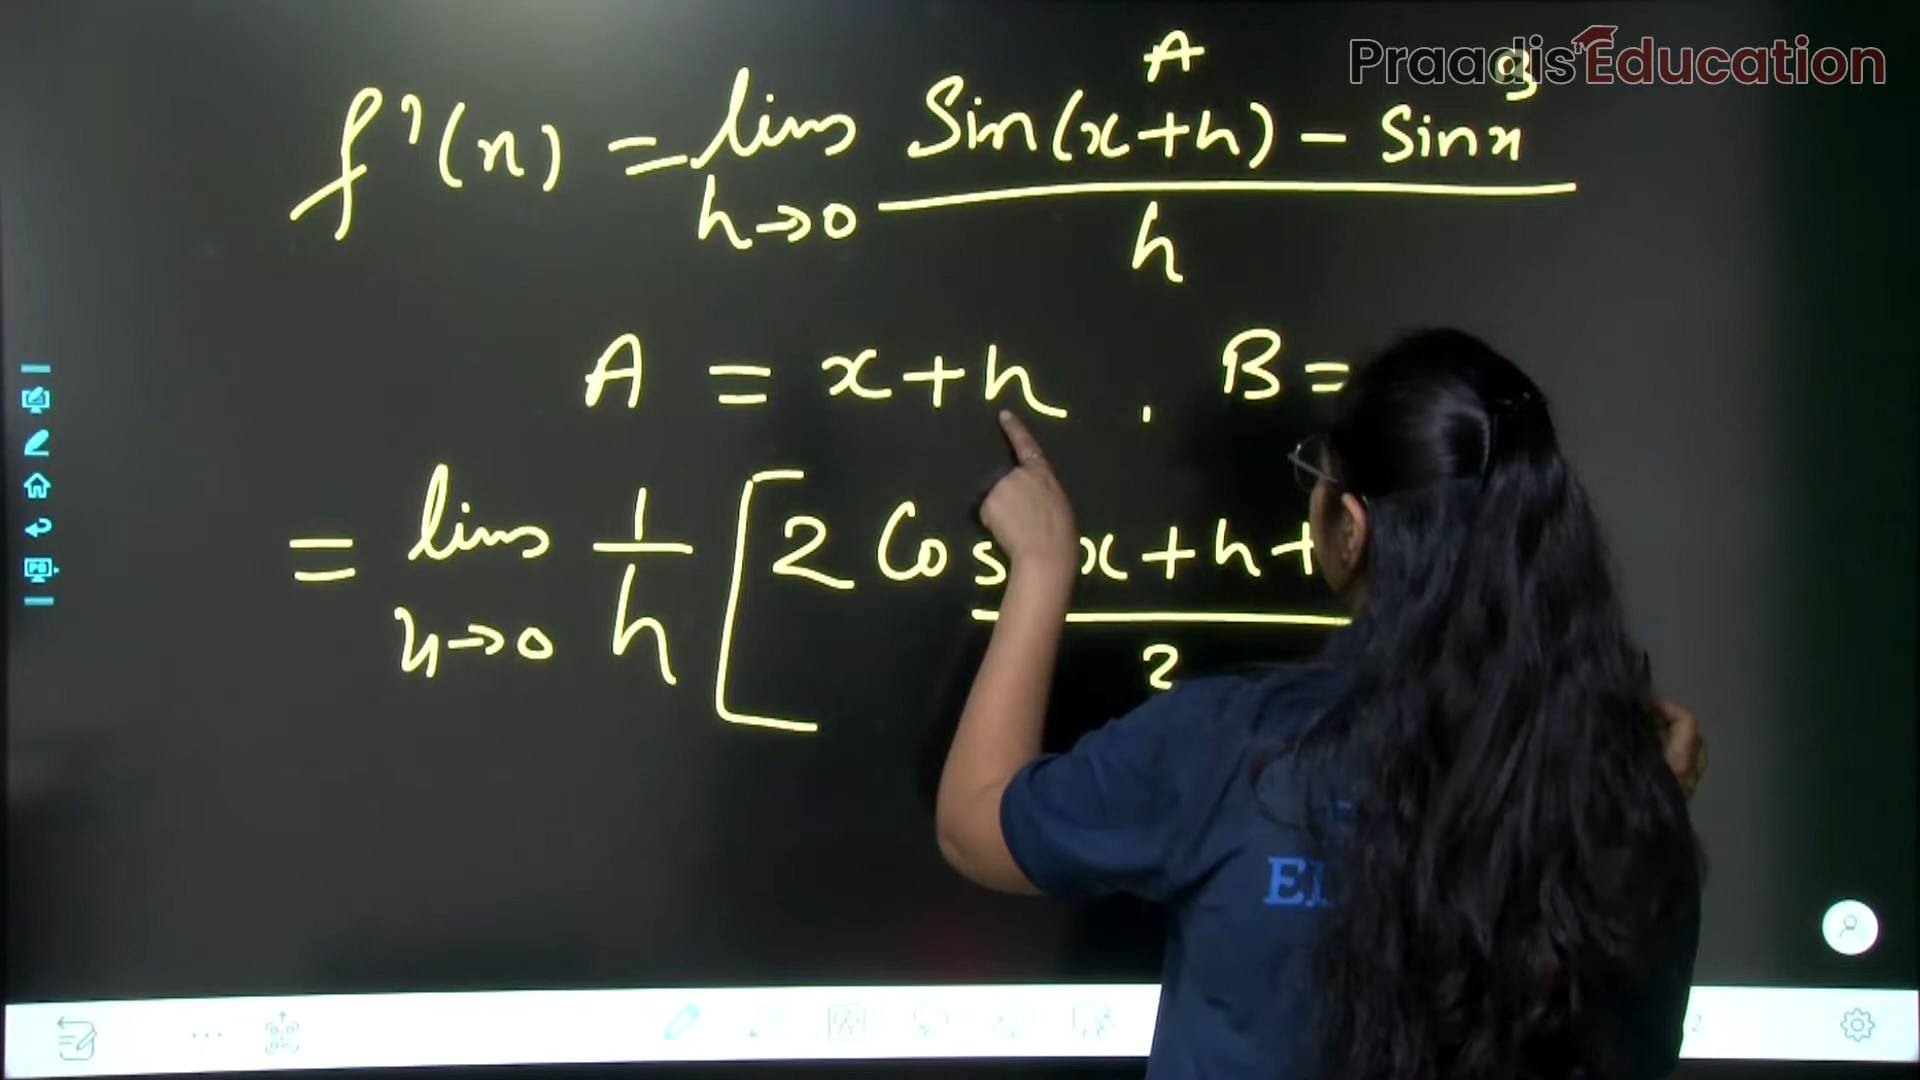 Praadis Education
A B
f'(x) = lim Sin(x+h) - Sinx
h→0 h
A = x+h , B =
= lim 1 [ 2 Cos x+h+
h→0 h 2